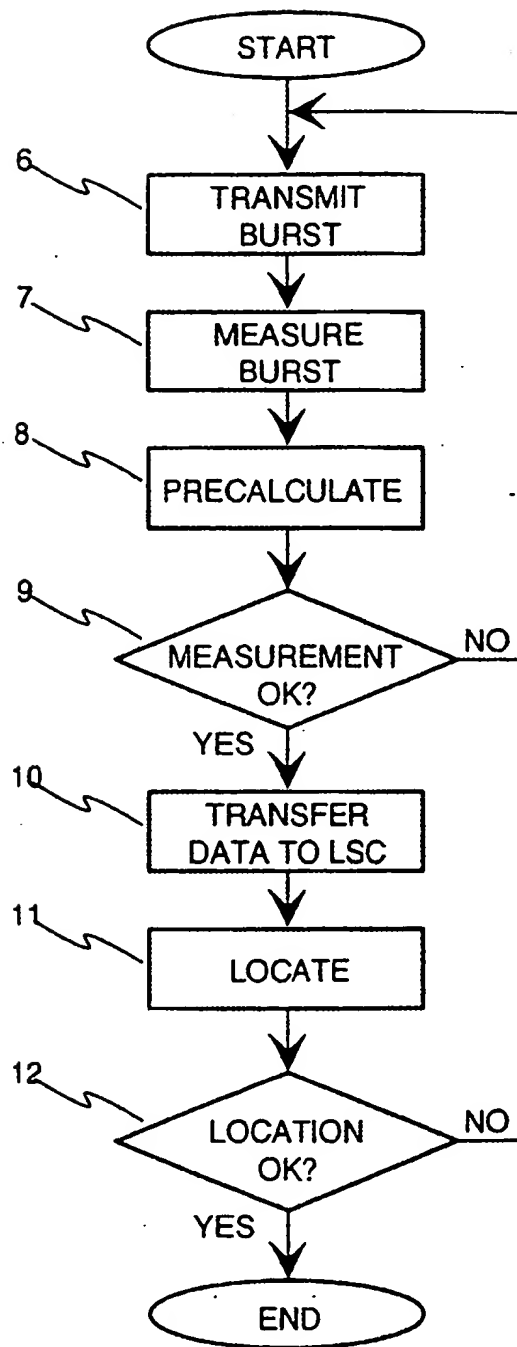 START
6
TRANSMIT
BURST
7
MEASURE
BURST
8
PRECALCULATE
9
MEASUREMENT
OK?
NO
YES
10
TRANSFER
DATA TO LSC
11
LOCATE
12
LOCATION
OK?
NO
YES
END